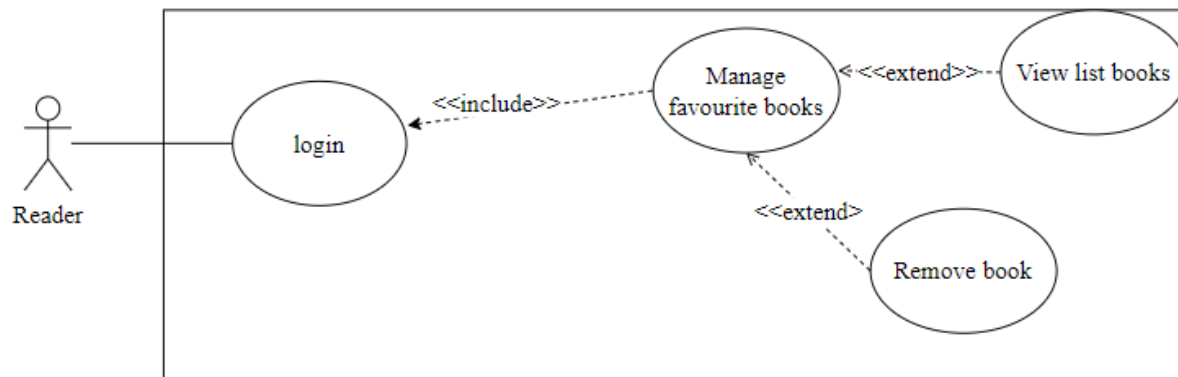 Reader
login
<<include>>
Manage
favourite books
<<extend>>
View list books
<<extend>
Remove book